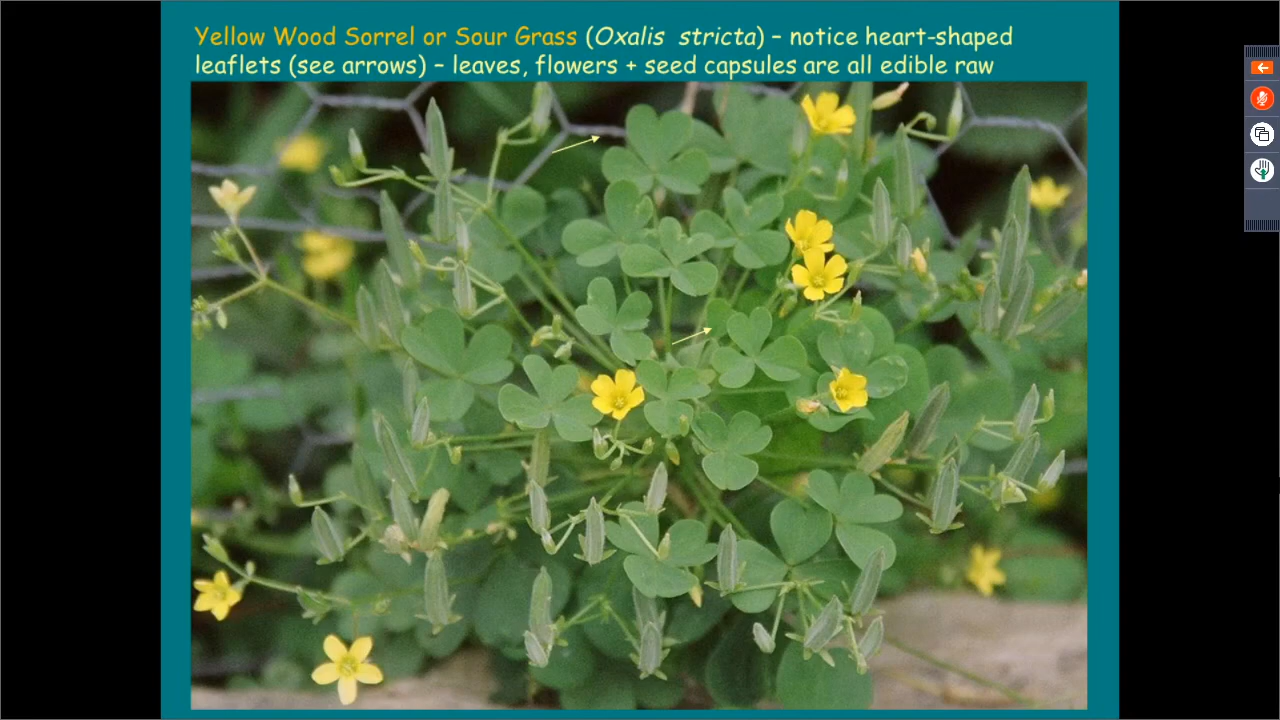 Yellow Wood Sorrel or Sour Grass (Oxalis stricta) – notice heart-shaped
leaflets (see arrows) – leaves, flowers + seed capsules are all edible raw